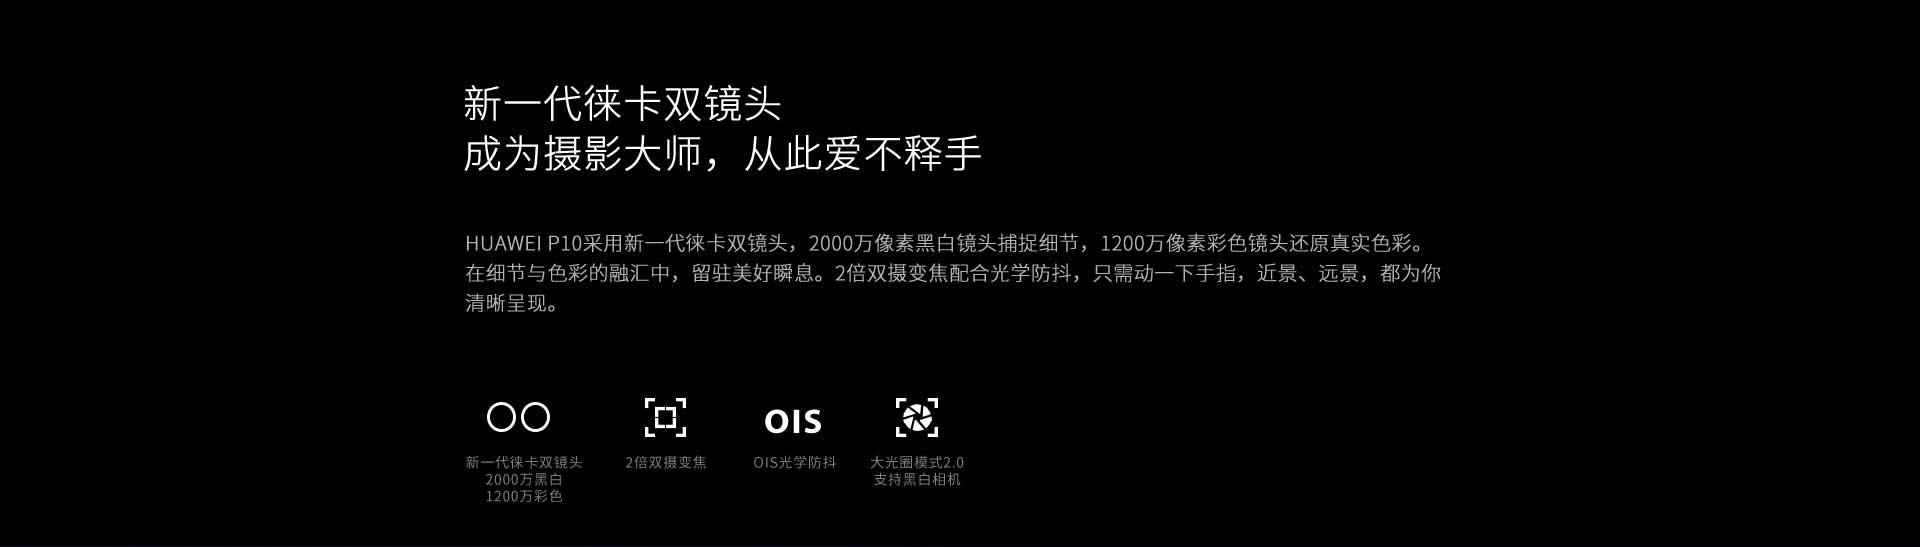 新一代徕卡双镜头
成为摄影大师，从此爱不释手
HUAWEI P10采用新一代徕卡双镜头，2000万像素黑白镜头捕捉细节，1200万像素彩色镜头还原真实色彩。
在细节与色彩的融汇中，留驻美好瞬息。2倍双摄变焦配合光学防抖，只需动一下手指，近景、远景，都为你
清晰呈现。
OIS
新一代徕卡双镜头
2000万黑白
1200万彩色
2倍双摄变焦
OIS光学防抖
大光圈模式2.0
支持黑白相机